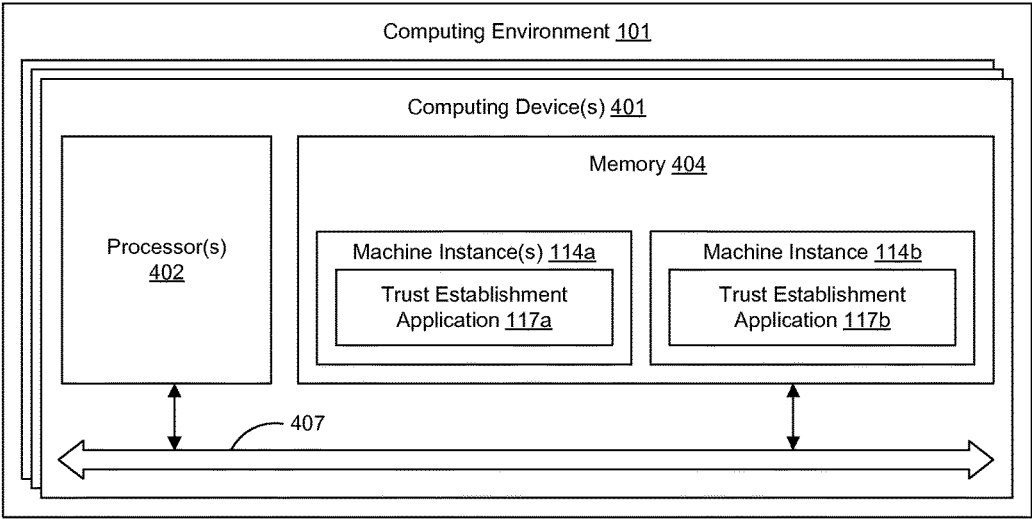 Computing Environment 101
Computing Device(s) 401
Memory 404
Processor(s)
402
Machine Instance(s) 114a
Trust Establishment
Application 117a
Machine Instance 114b
Trust Establishment
Application 117b
407